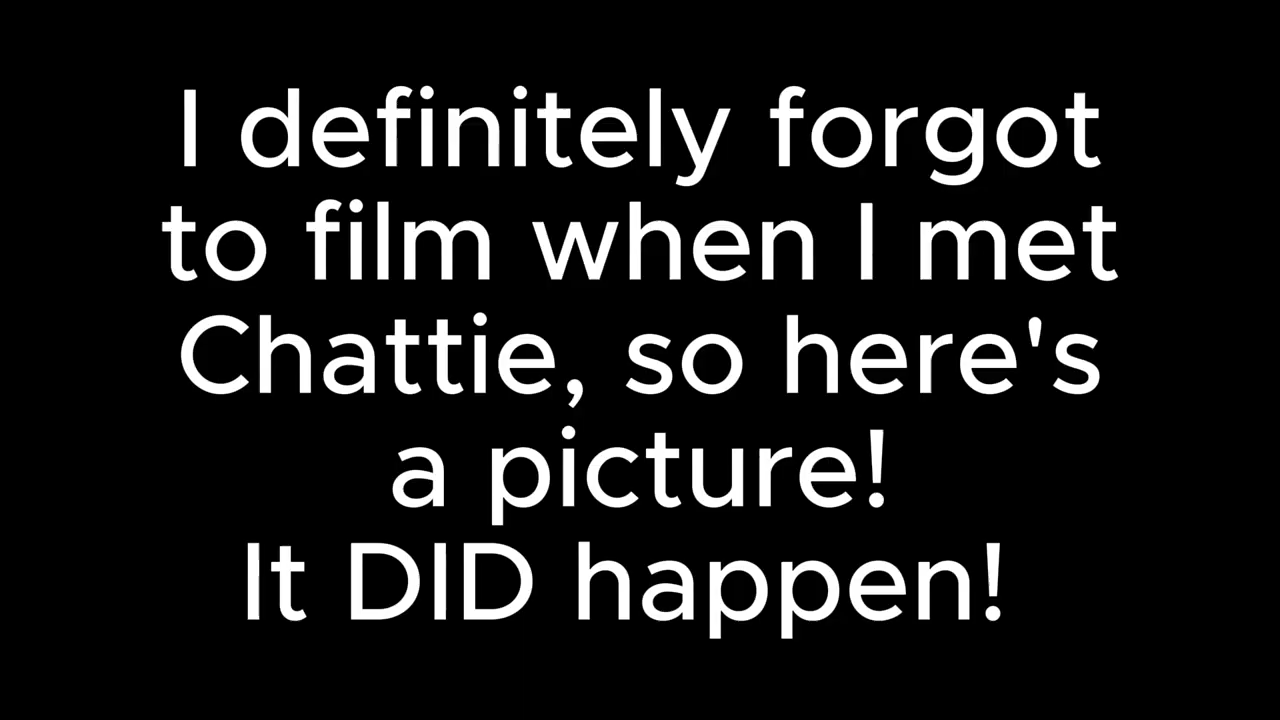 I definitely forgot
to film when I met
Chattie, so here's
a picture!
It DID happen!